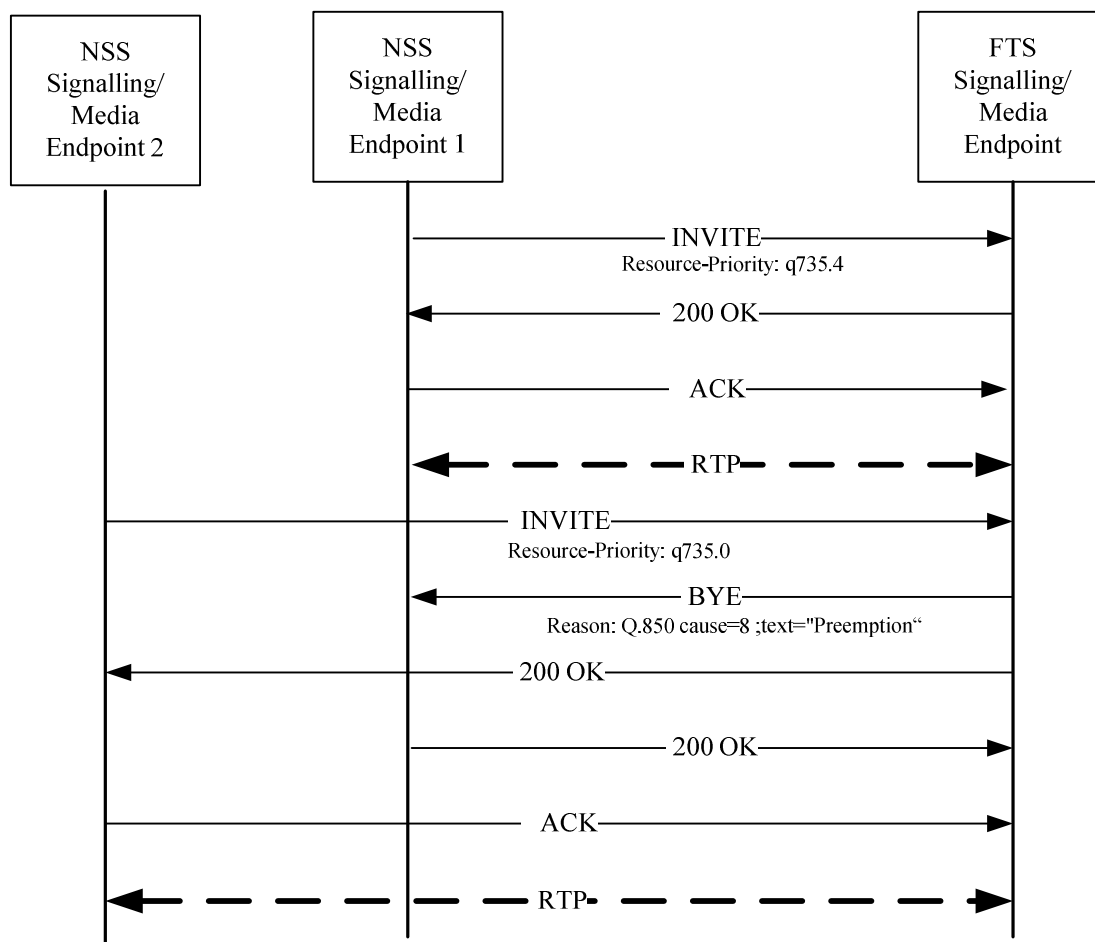 NSS
Signalling/
Media
Endpoint 2
NSS
Signalling/
Media
Endpoint 1
FTS
Signalling/
Media
Endpoint
INVITE
Resource-Priority: q735.4
200 OK
ACK
RTP
INVITE
Resource-Priority: q735.0
BYE
Reason: Q.850 cause=8 ;text="Preemption“
200 OK
200 OK
ACK
RTP